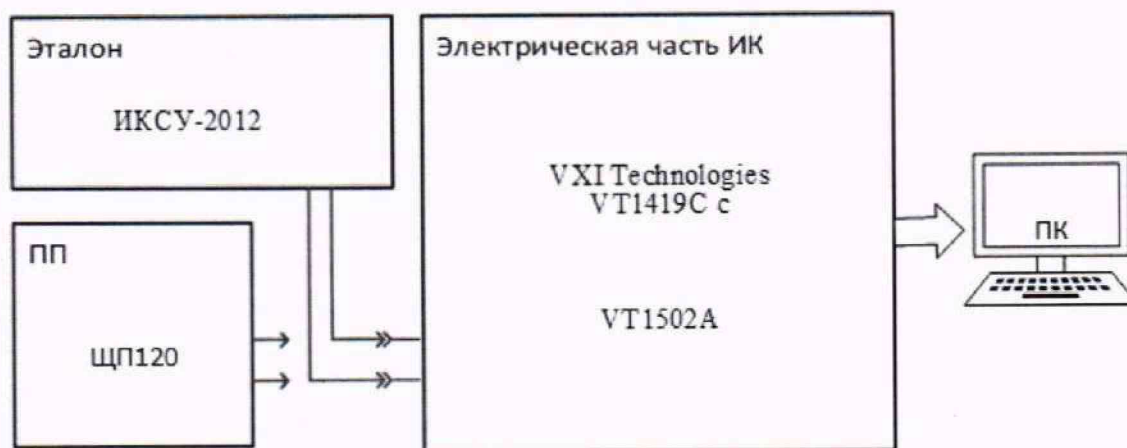 Эталон
ИКСУ-2012
ПП
ЩП120
Электрическая часть ИК
VXI Technologies
VT1419C с
VT1502A
ПК